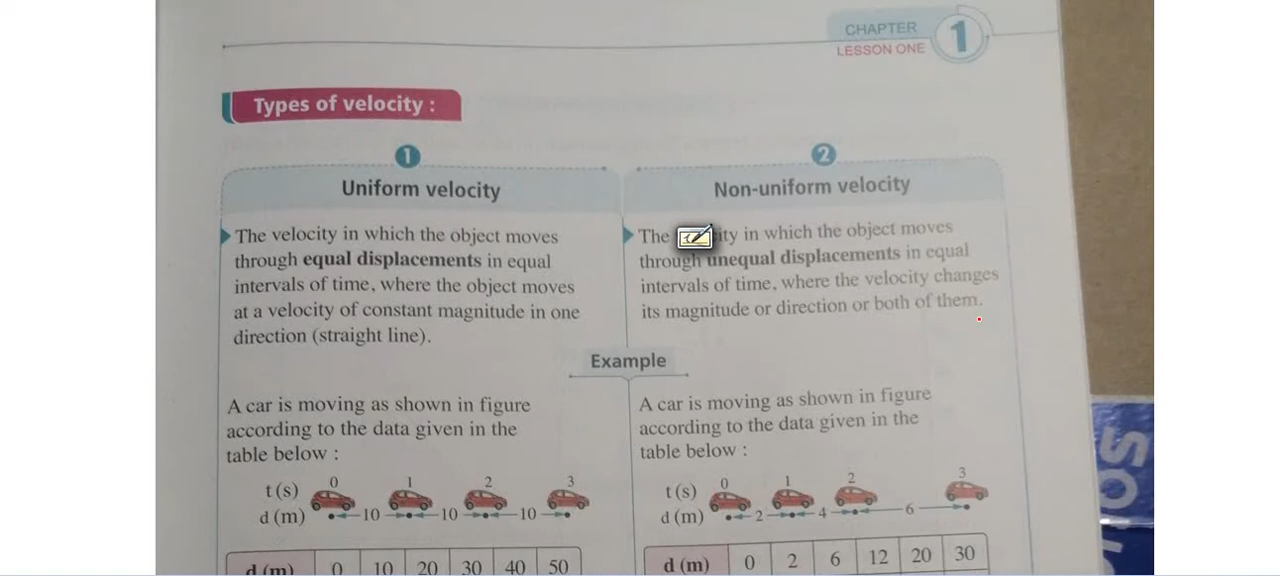 CHAPTER
LESSON ONE
1
Types of velocity :
1
Uniform velocity
The velocity in which the object moves
through equal displacements in equal
intervals of time, where the object moves
at a velocity of constant magnitude in one
direction (straight line).
2
Non-uniform velocity
The ity in which the object moves
through unequal displacements in equal
intervals of time, where the velocity changes
its magnitude or direction or both of them.
Example
A car is moving as shown in figure
according to the data given in the
table below :
0 1 2 3
t (s)
d (m) 10 10 10
d (m) 0 10 20 30 40 50
A car is moving as shown in figure
according to the data given in the
table below :
0 1 2 3
t (s)
d (m) 2 4 6
d (m) 0 2 6 12 20 30